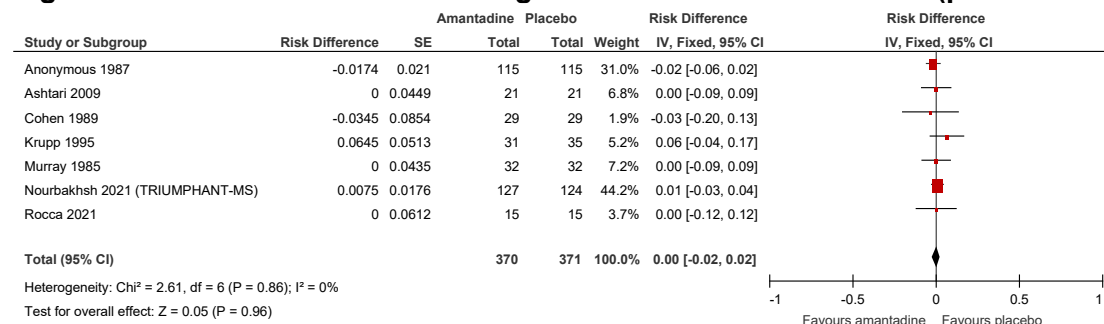 Amantadine Placebo Risk Difference Risk Difference
Study or Subgroup Risk Difference SE Total Total Weight IV, Fixed, 95% CI IV, Fixed, 95% CI
Anonymous 1987 -0.0174 0.021 115 115 31.0% -0.02 [-0.06, 0.02]
Ashtari 2009 0 0.0449 21 21 6.8% 0.00 [-0.09, 0.09]
Cohen 1989 -0.0345 0.0854 29 29 1.9% -0.03 [-0.20, 0.13]
Krupp 1995 0.0645 0.0513 31 35 5.2% 0.06 [-0.04, 0.17]
Murray 1985 0 0.0435 32 32 7.2% 0.00 [-0.09, 0.09]
Nourbakhsh 2021 (TRIUMPHANT-MS) 0.0075 0.0176 127 124 44.2% 0.01 [-0.03, 0.04]
Rocca 2021 0 0.0612 15 15 3.7% 0.00 [-0.12, 0.12]
Total (95% CI) 370 371 100.0% 0.00 [-0.02, 0.02]
Heterogeneity: Chi² = 2.61, df = 6 (P = 0.86); I² = 0%
Test for overall effect: Z = 0.05 (P = 0.96)
-1 -0.5 0 0.5 1
Favours amantadine Favours placebo